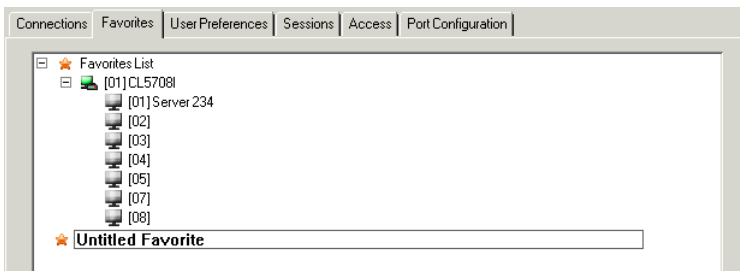 Connections Favorites User Preferences Sessions Access Port Configuration
Favorites List
[01]CL5708I
[01]Server 234
[02]
[03]
[04]
[05]
[07]
[08]
Untitled Favorite